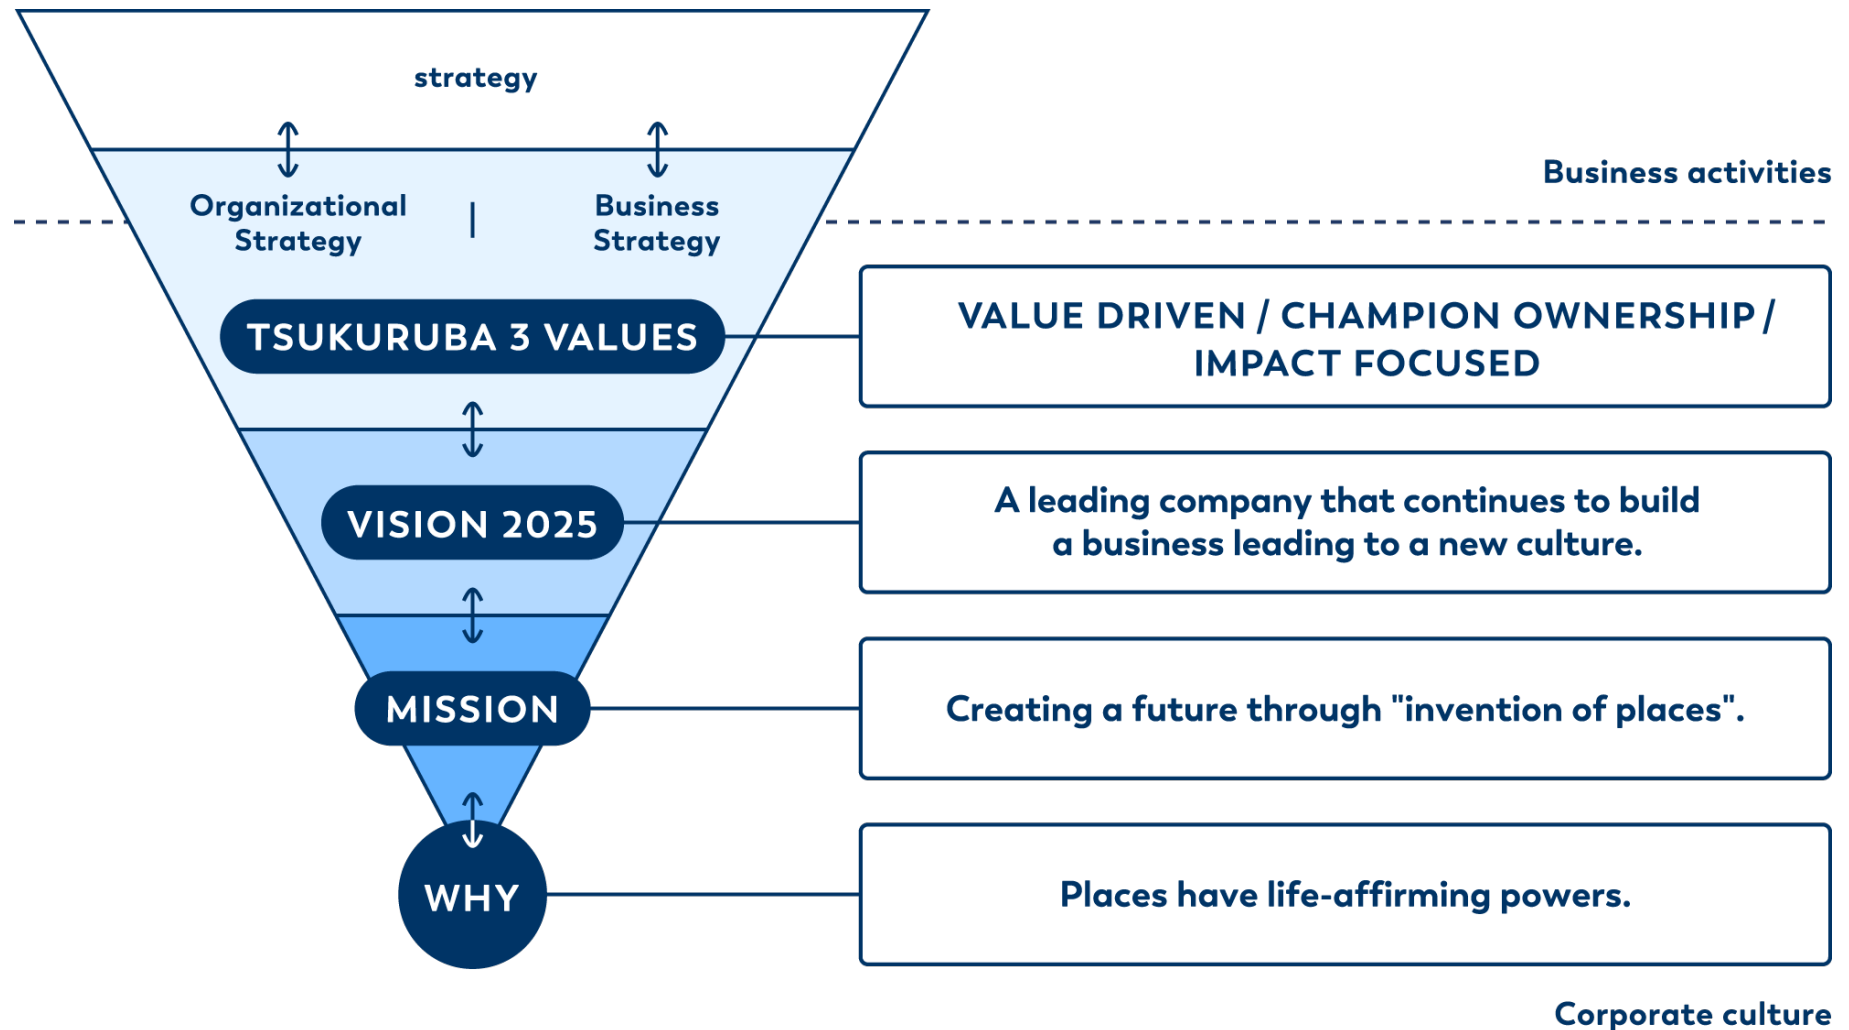 strategy
Business activities
Organizational
Strategy
Business
Strategy
TSUKURUBA 3 VALUES
VALUE DRIVEN / CHAMPION OWNERSHIP /
IMPACT FOCUSED
VISION 2025
A leading company that continues to build
a business leading to a new culture.
MISSION
Creating a future through "invention of places".
WHY
Places have life-affirming powers.
Corporate culture